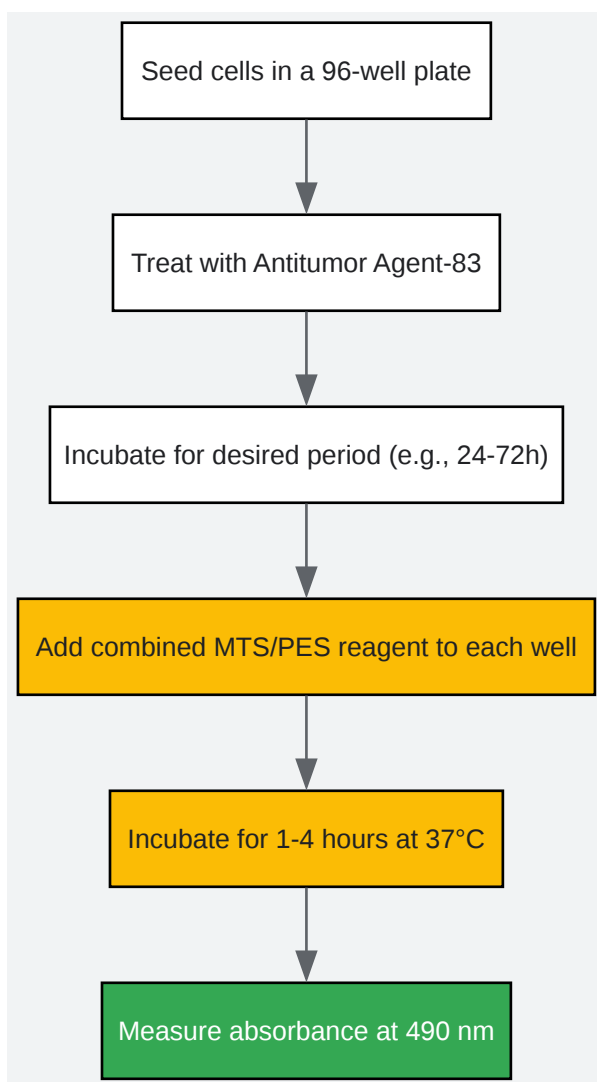 Seed cells in a 96-well plate
Treat with Antitumor Agent-83
Incubate for desired period (e.g., 24-72h)
Add combined MTS/PES reagent to each well
Incubate for 1-4 hours at 37°C
Measure absorbance at 490 nm